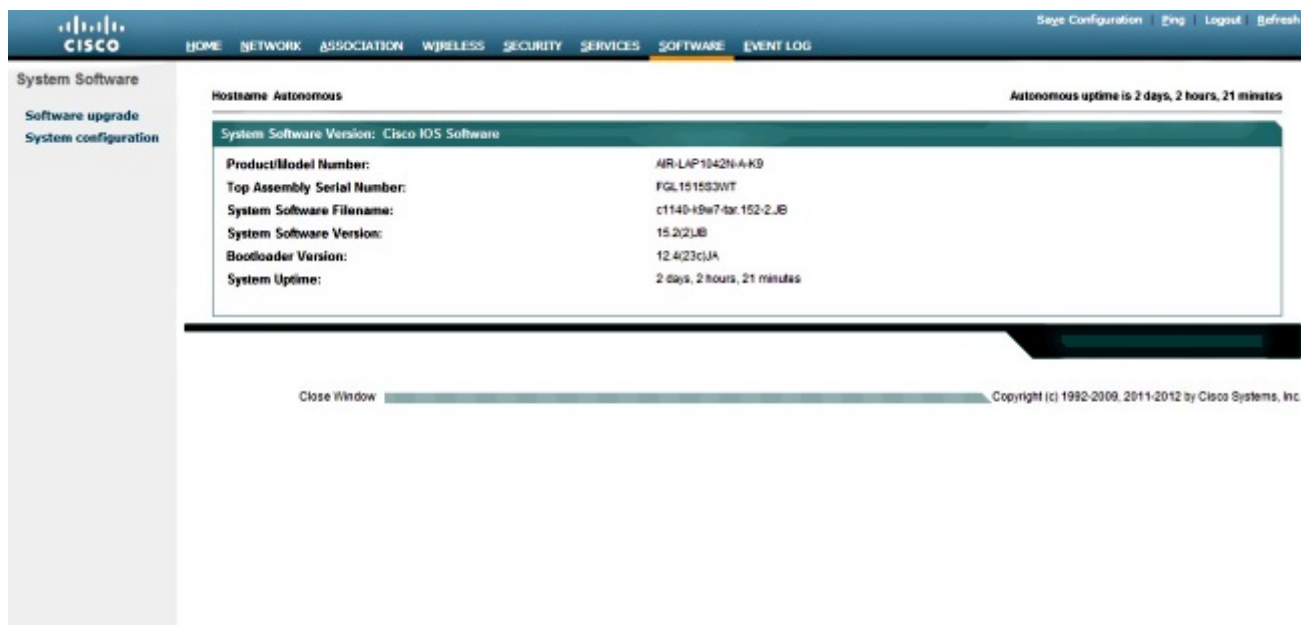 CISCO
Save Configuration | Ping | Logout | Refresh
HOME NETWORK ASSOCIATION WIRELESS SECURITY SERVICES SOFTWARE EVENT LOG
System Software
Software upgrade
System configuration
Hostname Autonomous
Autonomous uptime is 2 days, 2 hours, 21 minutes
System Software Version: Cisco IOS Software
Product/Model Number: AIR-LAP1042N-A-K9
Top Assembly Serial Number: FGL1515S3WT
System Software Filename: c1140-k9w7-tar.152-2.JB
System Software Version: 15.2(2)JB
Bootloader Version: 12.4(23c)JA
System Uptime: 2 days, 2 hours, 21 minutes
Close Window
Copyright (c) 1992-2009, 2011-2012 by Cisco Systems, Inc.